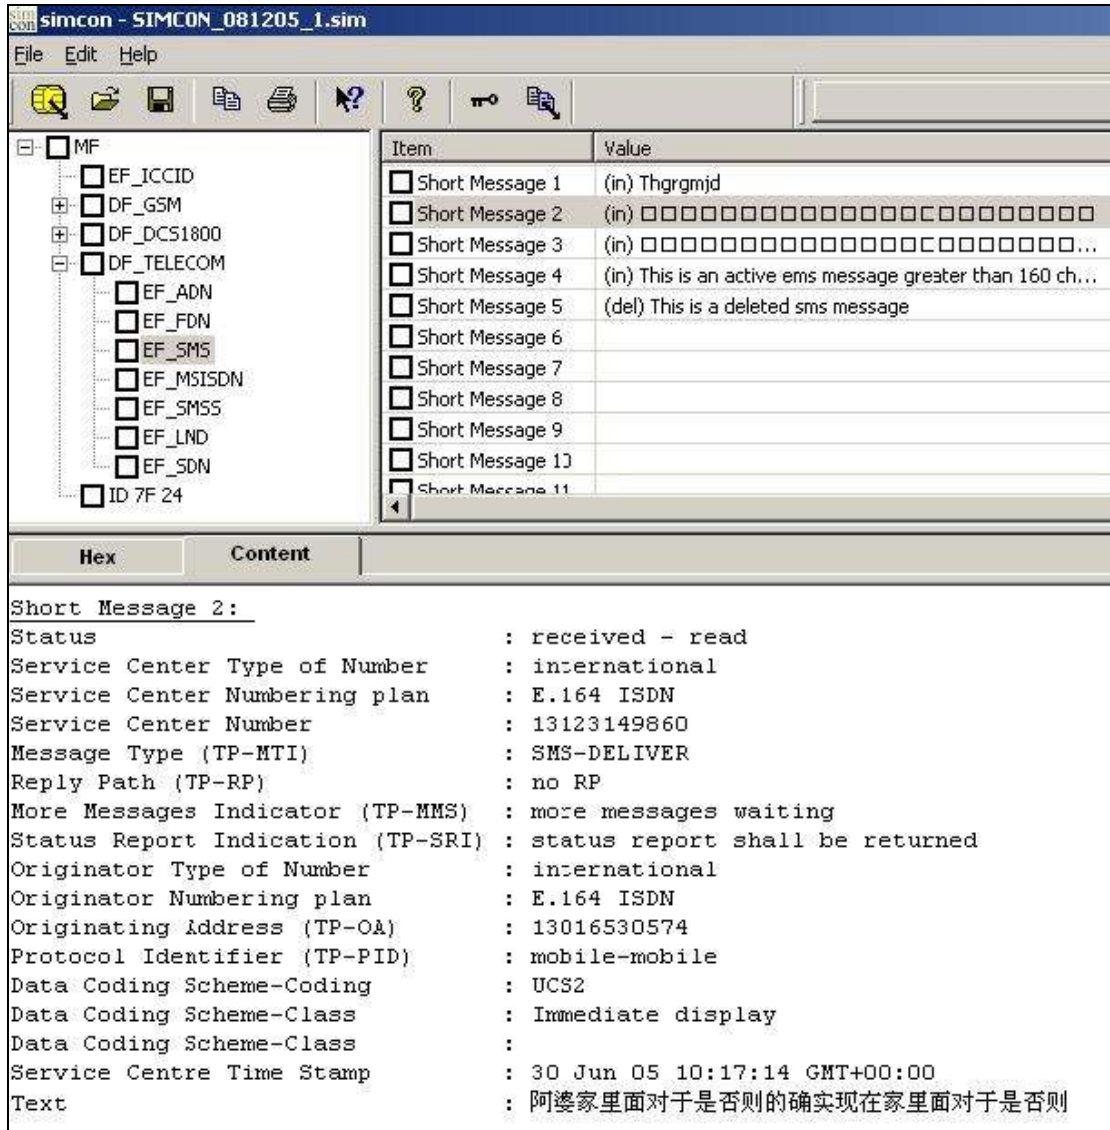 simcon - SIMCON_081205_1.sim
File Edit Help
MF
EF_ICCID
DF_GSM
DF_DCS1800
DF_TELECOM
EF_ADN
EF_FDN
EF_SMS
EF_MSISDN
EF_SMSS
EF_LND
EF_SDN
ID 7F 24
Item Value
Short Message 1 (in) Thgrgmjd
Short Message 2 (in) □□□□□□□□□□□□□□□□□□□□□□□
Short Message 3 (in) □□□□□□□□□□□□□□□□□□□□□□...
Short Message 4 (in) This is an active ems message greater than 160 ch...
Short Message 5 (del) This is a deleted sms message
Short Message 6
Short Message 7
Short Message 8
Short Message 9
Short Message 10
Short Message 11
Hex Content
Short Message 2:
Status : received - read
Service Center Type of Number : international
Service Center Numbering plan : E.164 ISDN
Service Center Number : 13123149860
Message Type (TP-MTI) : SMS-DELIVER
Reply Path (TP-RP) : no RP
More Messages Indicator (TP-MMS) : more messages waiting
Status Report Indication (TP-SRI) : status report shall be returned
Originator Type of Number : international
Originator Numbering plan : E.164 ISDN
Originating Address (TP-OA) : 13016530574
Protocol Identifier (TP-PID) : mobile-mobile
Data Coding Scheme-Coding : UCS2
Data Coding Scheme-Class : Immediate display
Data Coding Scheme-Class :
Service Centre Time Stamp : 30 Jun 05 10:17:14 GMT+00:00
Text : 阿婆家里面对于是否则的确实现在家里面对于是否则